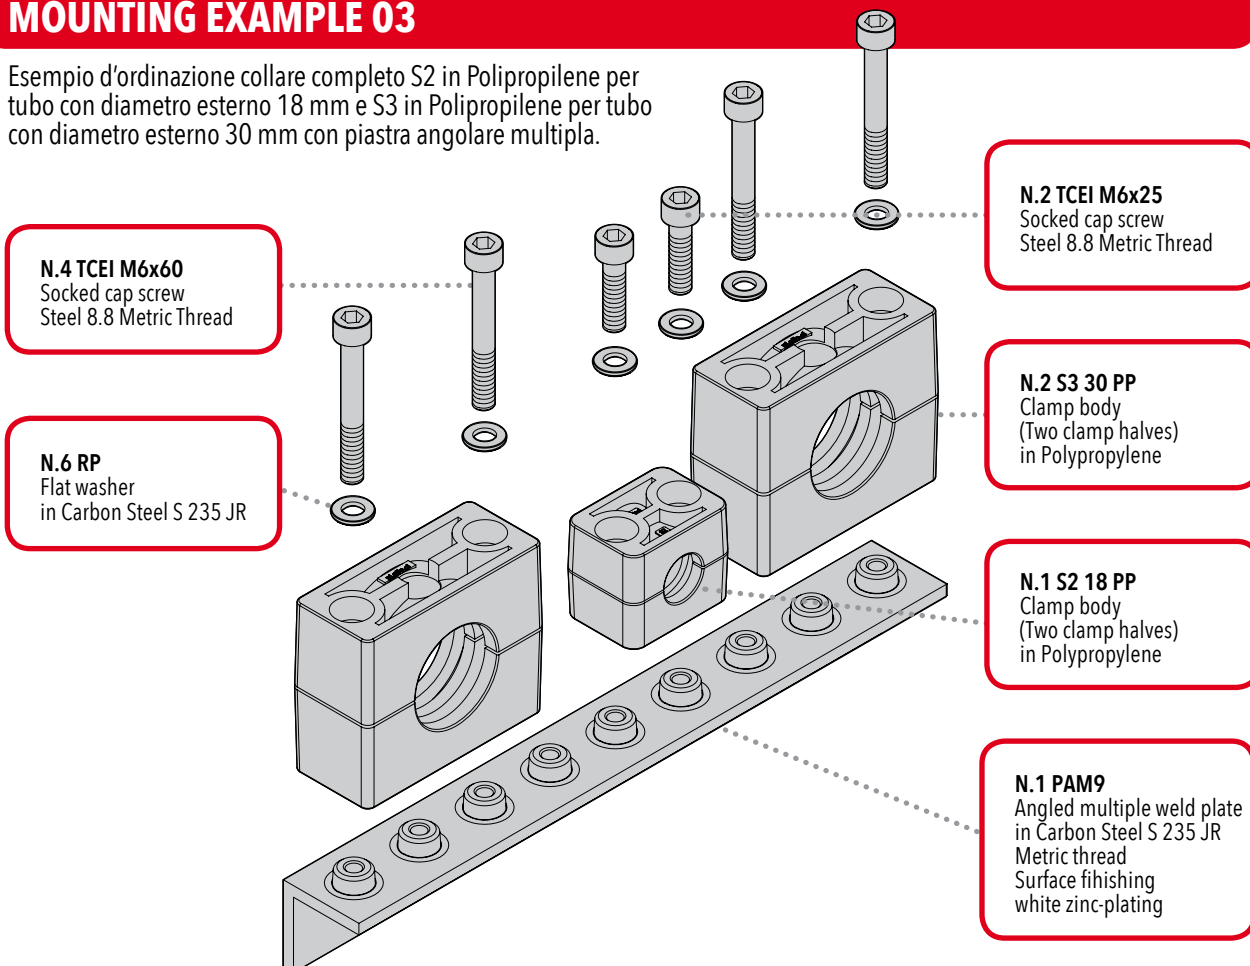 MOUNTING EXAMPLE 03
Esempio d'ordinazione collare completo S2 in Polipropilene per
tubo con diametro esterno 18 mm e S3 in Polipropilene per tubo
con diametro esterno 30 mm con piastra angolare multipla.
N.4 TCEI M6x60
Socked cap screw
Steel 8.8 Metric Thread
N.6 RP
Flat washer
in Carbon Steel S 235 JR
N.2 TCEI M6x25
Socked cap screw
Steel 8.8 Metric Thread
N.2 S3 30 PP
Clamp body
(Two clamp halves)
in Polypropylene
N.1 S2 18 PP
Clamp body
(Two clamp halves)
in Polypropylene
N.1 PAM9
Angled multiple weld plate
in Carbon Steel S 235 JR
Metric thread
Surface fihishing
white zinc-plating